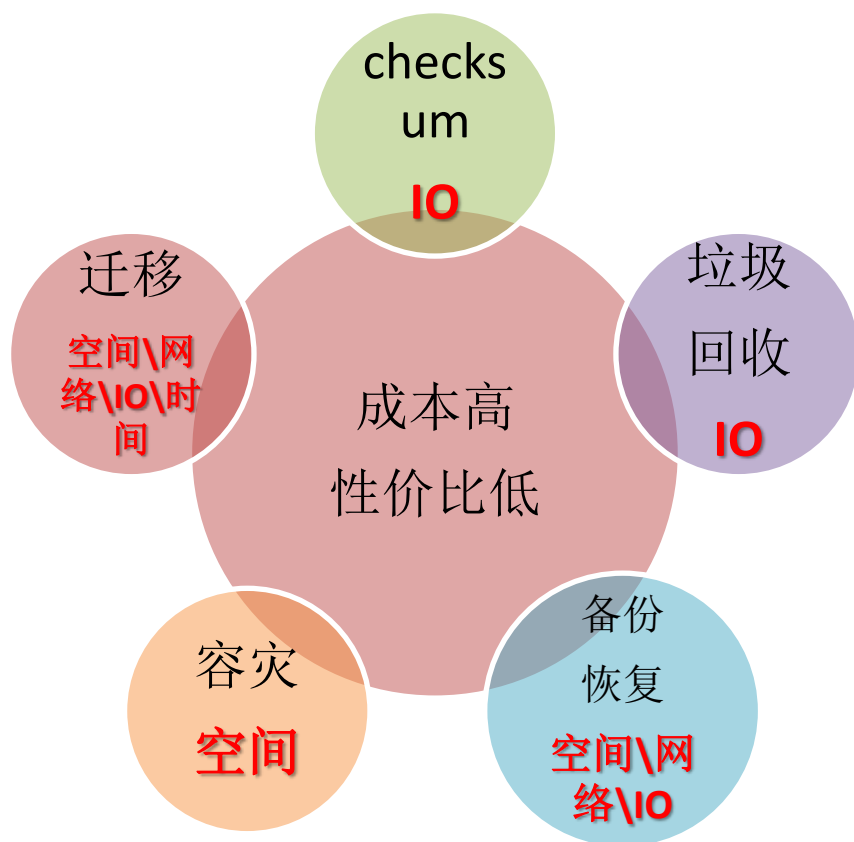 checks
um
IO
迁移
空间\网
络\IO\时
间
垃圾
回收
IO
成本高
性价比低
容灾
空间
备份
恢复
空间\网
络\IO